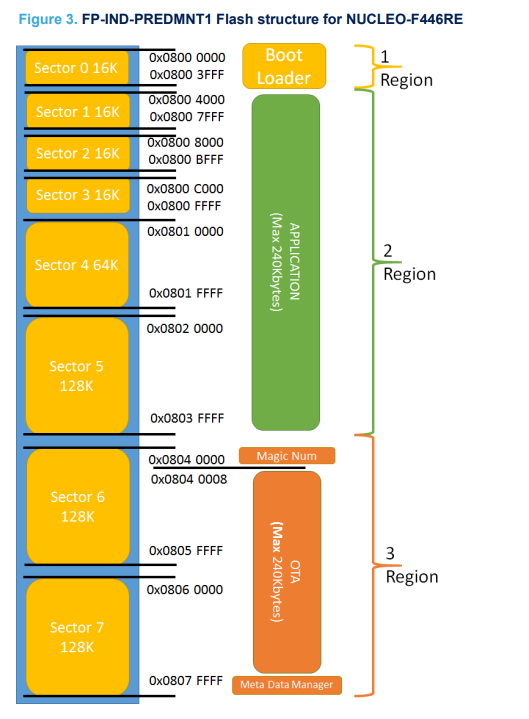 Figure 3. FP-IND-PREDMNT1 Flash structure for NUCLEO-F446RE
Sector 0 16K
0x0800 0000
0x0800 3FFF
Boot
Loader
1
Region
Sector 1 16K
0x0800 4000
0x0800 7FFF
Sector 2 16K
0x0800 8000
0x0800 BFFF
Sector 3 16K
0x0800 C000
0x0800 FFFF
Sector 4 64K
0x0801 0000
0x0801 FFFF
APPLICATION
(Max 240Kbytes)
2
Region
Sector 5
128K
0x0802 0000
0x0803 FFFF
Sector 6
128K
0x0804 0000
0x0804 0008
0x0805 FFFF
Magic Num
OTA
(Max 240Kbytes)
3
Region
Sector 7
128K
0x0806 0000
0x0807 FFFF
Meta Data Manager